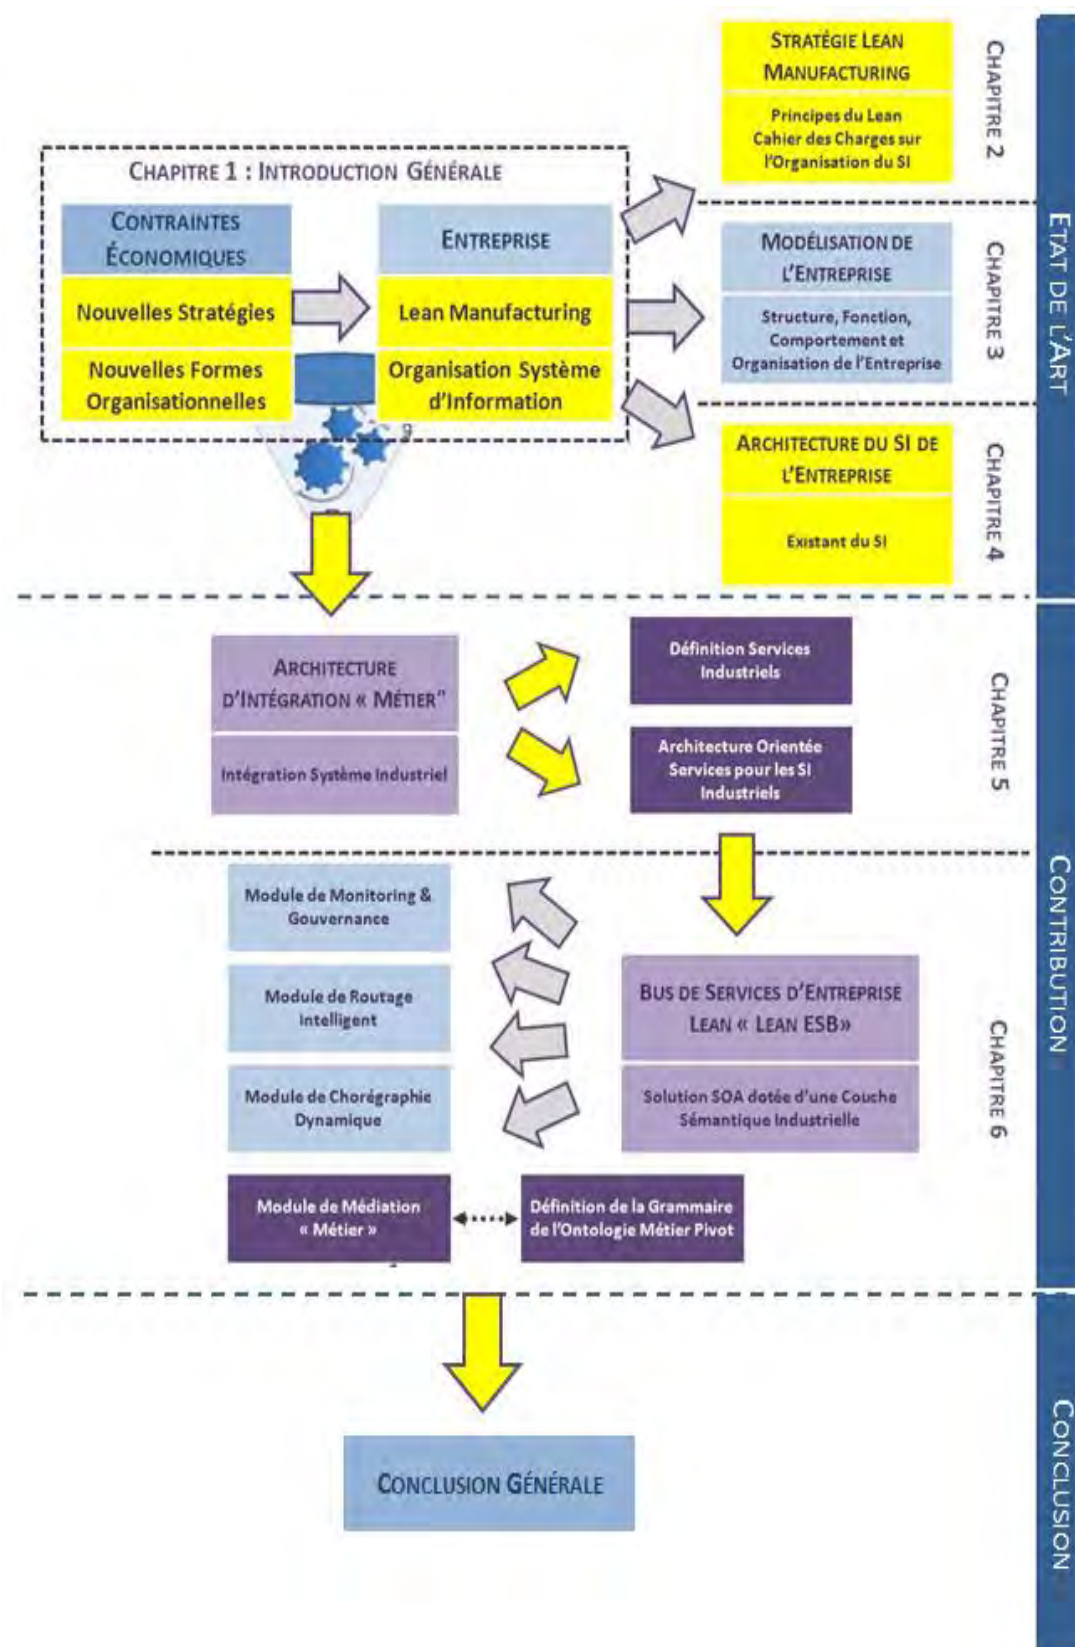 STRATÉGIE LEAN
MANUFACTURING
Principes du Lean
Cahier des Charges sur
l'Organisation du SI
CHAPITRE 2
CHAPITRE 1 : INTRODUCTION GÉNÉRALE
CONTRAINTES
ÉCONOMIQUES
Nouvelles Stratégies
Nouvelles Formes
Organisationnelles
ENTREPRISE
Lean Manufacturing
Organisation Système
d'Information
9
MODÉLISATION DE
L'ENTREPRISE
Structure, Fonction,
Comportement et
Organisation de l'Entreprise
CHAPITRE 3
ARCHITECTURE DU SI DE
L'ENTREPRISE
Existant du SI
CHAPITRE 4
ETAT DE L'ART
ARCHITECTURE
D'INTÉGRATION « MÉTIER"
Intégration Système Industriel
Définition Services
Industriels
Architecture Orientée
Services pour les SI
Industriels
CHAPITRE 5
Module de Monitoring &
Gouvernance
Module de Routage
Intelligent
Module de Chorégraphie
Dynamique
Module de Médiation
« Métier »
BUS DE SERVICES D'ENTREPRISE
LEAN « LEAN ESB»
Solution SOA dotée d'une Couche
Sémantique Industrielle
Définition de la Grammaire
de l'Ontologie Métier Pivot
CHAPITRE 6
CONTRIBUTION
CONCLUSION GÉNÉRALE
CONCLUSION